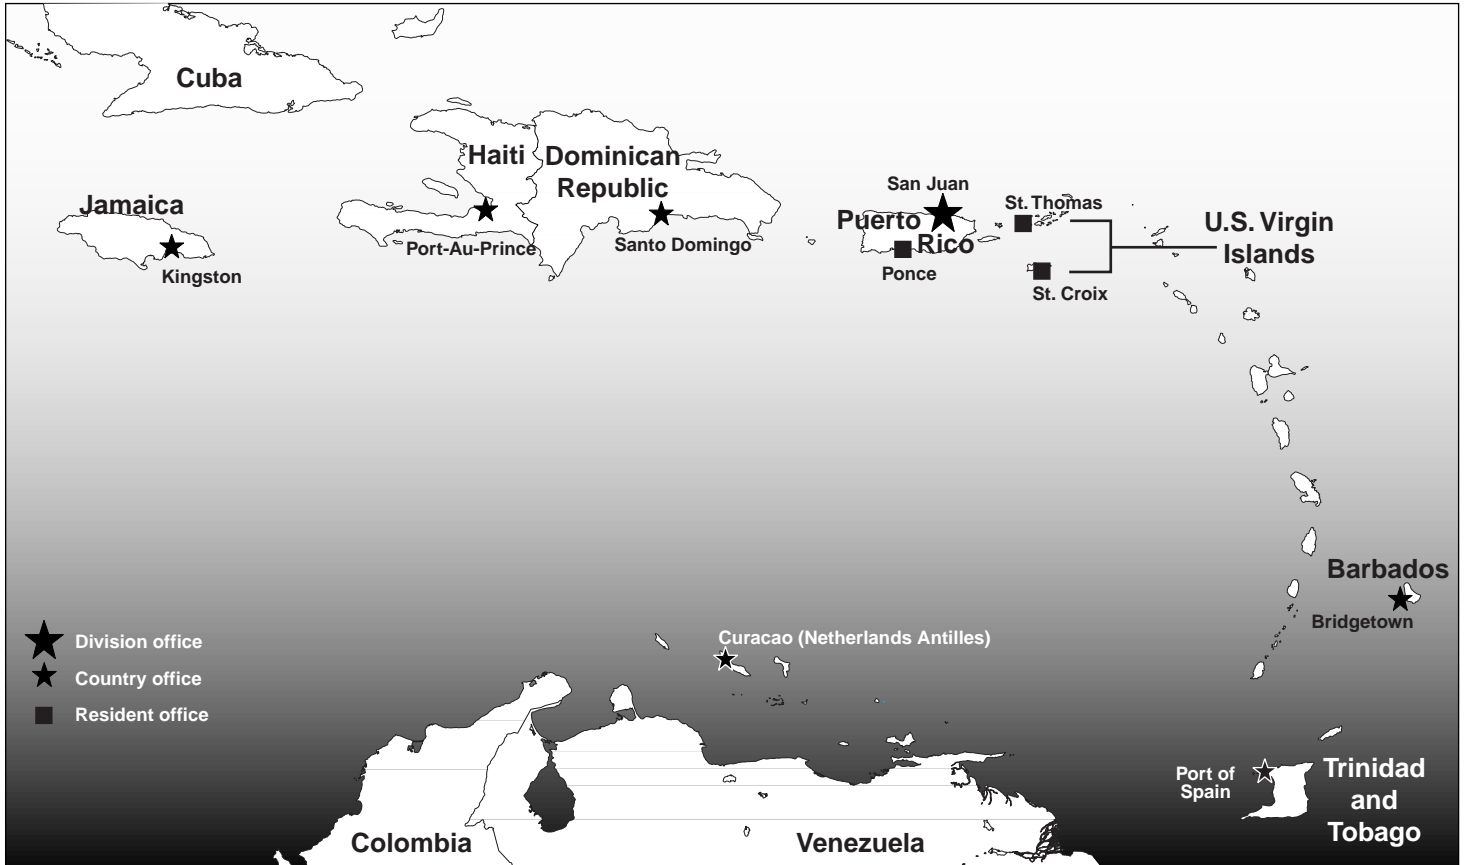 Cuba
Haiti
Dominican
Republic
Jamaica
San Juan
St. Thomas
Puerto
Rico
U.S. Virgin
Islands
Port-Au-Prince
Santo Domingo
Kingston
Ponce
St. Croix
Barbados
Bridgetown
Division office
Country office
Resident office
Curacao (Netherlands Antilles)
Port of
Spain
Trinidad
and
Tobago
Colombia
Venezuela